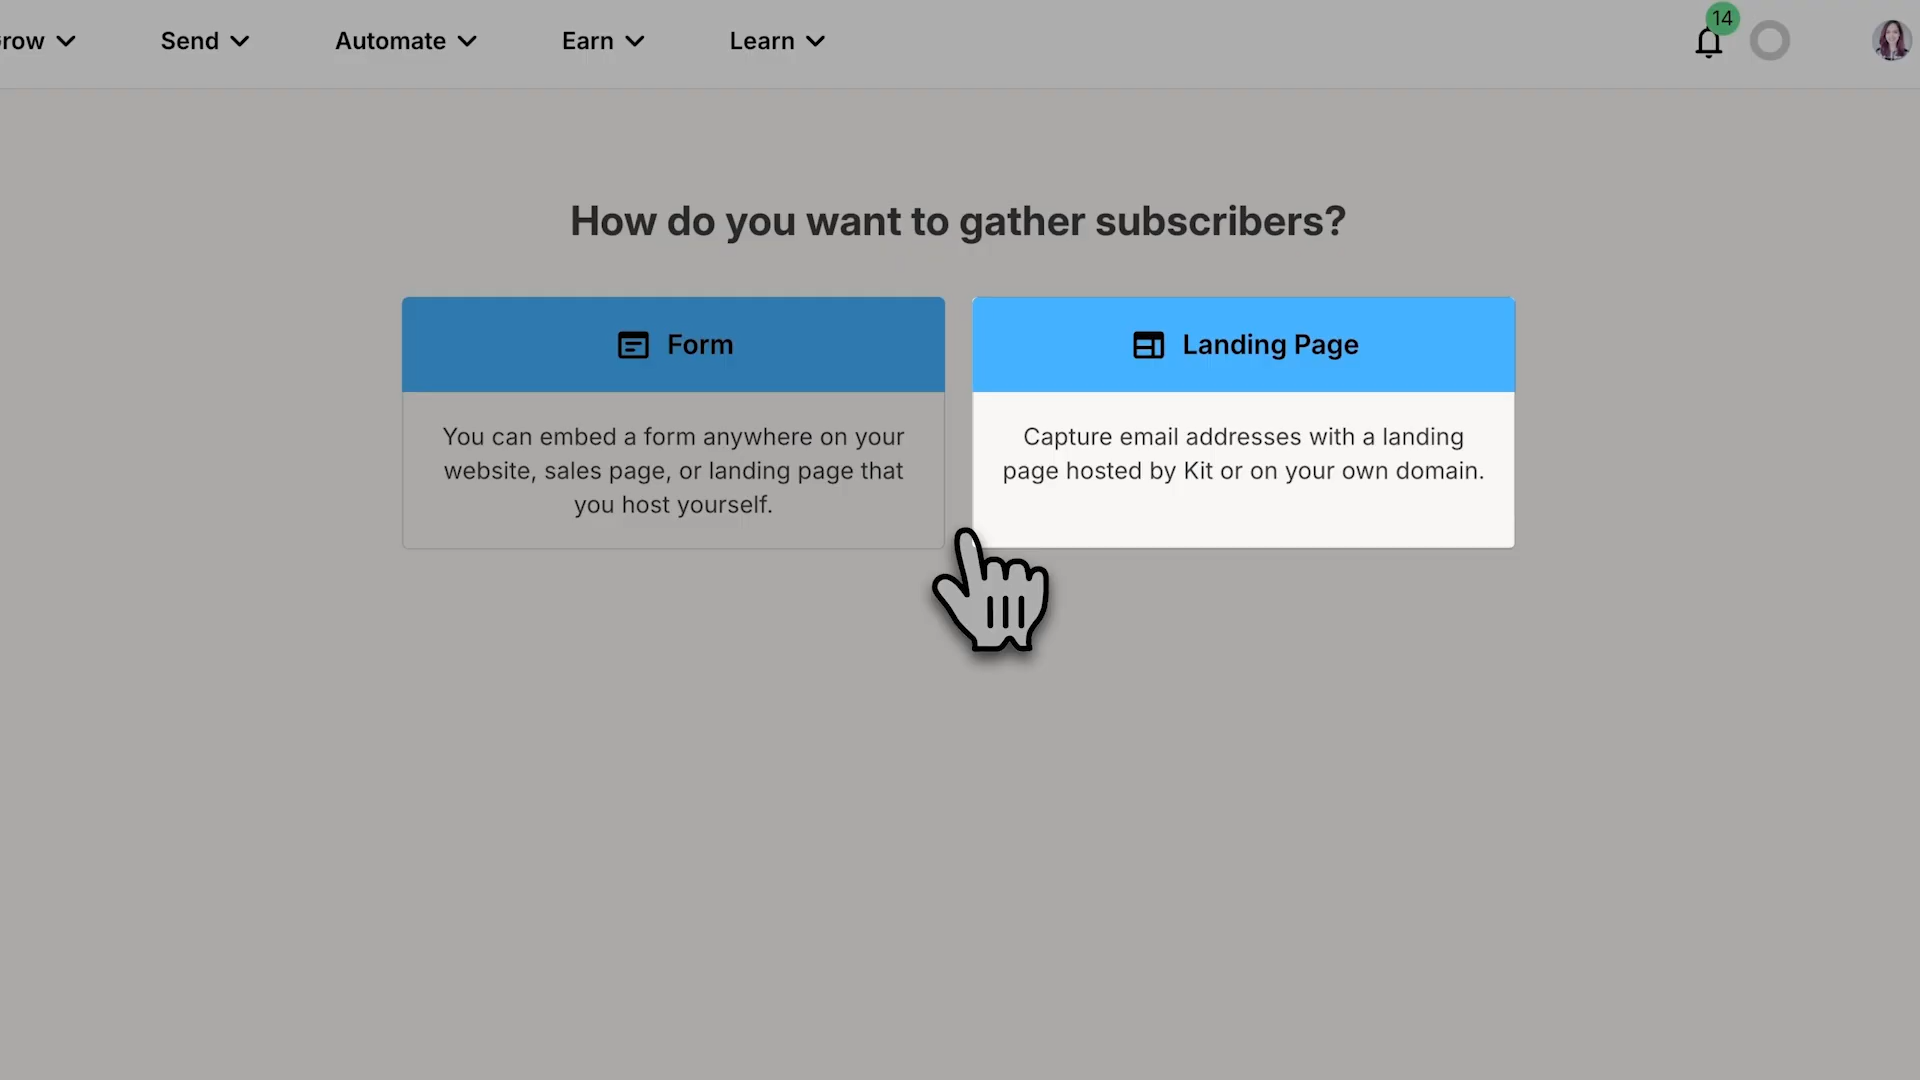 row
Send
Automate
Earn
Learn
14
How do you want to gather subscribers?
Form
You can embed a form anywhere on your
website, sales page, or landing page that
you host yourself.
Landing Page
Capture email addresses with a landing
page hosted by Kit or on your own domain.